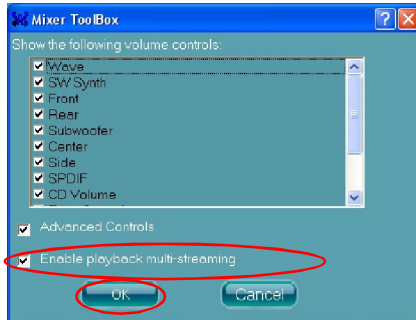 Mixer ToolBox
Show the following volume controls:
Wave
SW Synth
Front
Rear
Subwoofer
Center
Side
SPDIF
CD Volume
Advanced Controls
Enable playback multi-streaming
OK Cancel